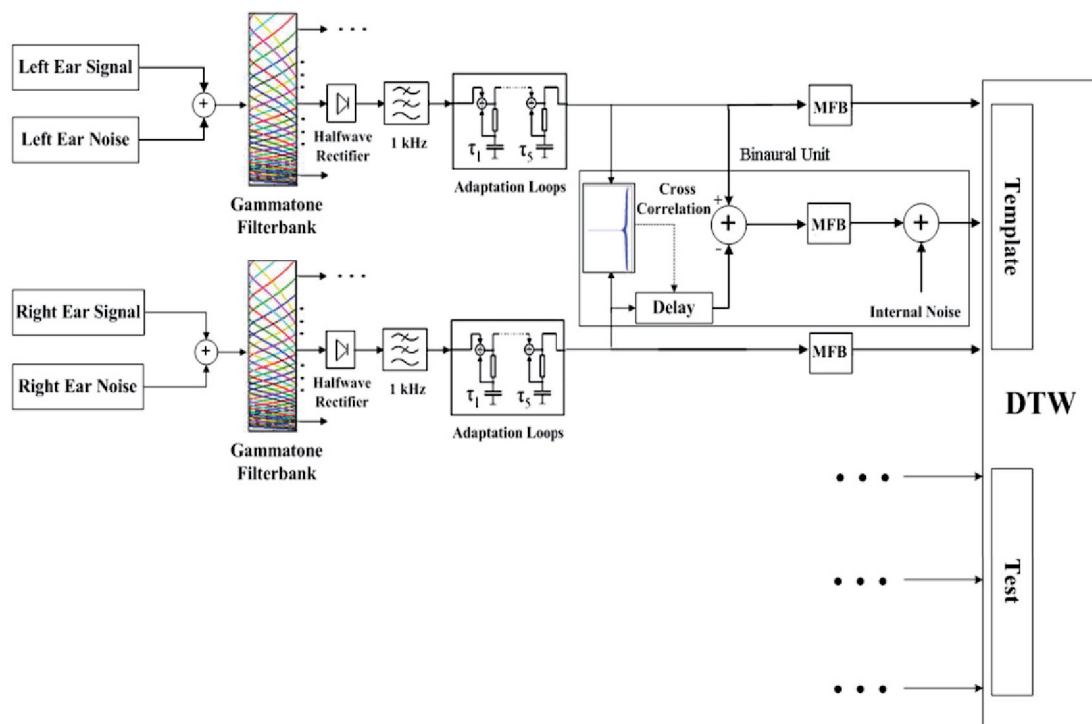 Left Ear Signal
Left Ear Noise
+
Gammatone
Filterbank
Halfwave
Rectifier
1 kHz
τ1
τ5
Adaptation Loops
MFB
Binaural Unit
Cross
Correlation
+
+
-
MFB
+
Delay
Internal Noise
MFB
Template
Right Ear Signal
Right Ear Noise
+
Gammatone
Filterbank
Halfwave
Rectifier
1 kHz
τ1
τ5
Adaptation Loops
DTW
Test